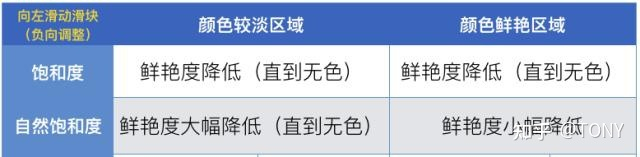 向左滑动滑块
（负向调整）
颜色较淡区域
颜色鲜艳区域
饱和度
鲜艳度降低（直到无色）
鲜艳度降低（直到无色）
自然饱和度
鲜艳度大幅降低（直到无色）
鲜艳度小幅降低
知乎 @TONY